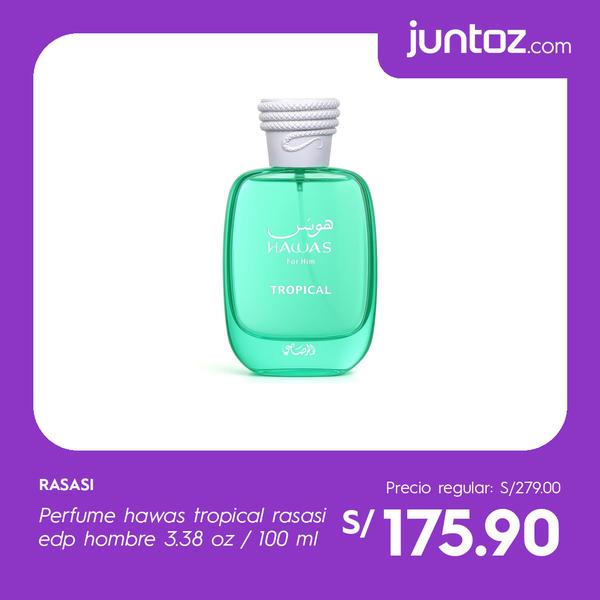 juntoz.com
هوس
HAWAS
For Him
TROPICAL
الرصاصي
RASASI
Perfume hawas tropical rasasi
edp hombre 3.38 oz / 100 ml
Precio regular: S/279.00
S/175.90